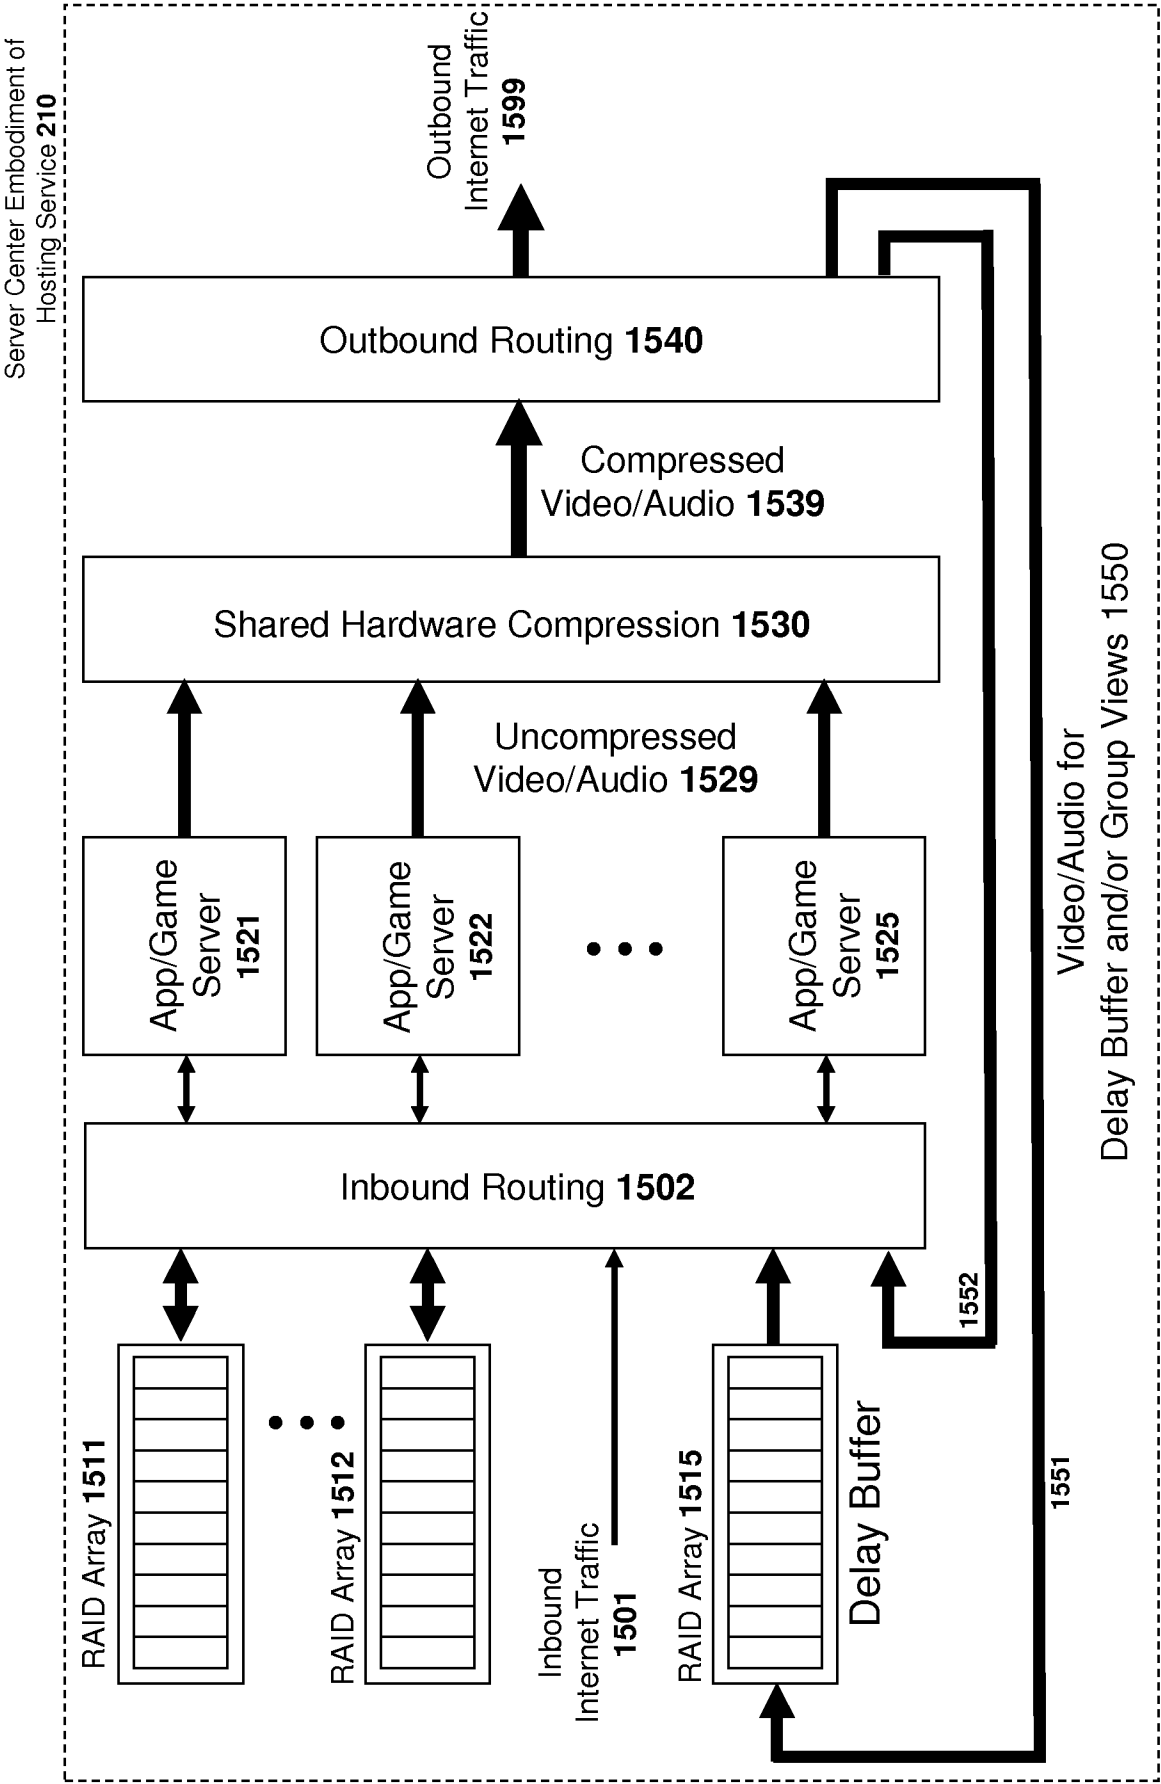 Server Center Embodiment of
Hosting Service 210
Outbound
Internet Traffic
1599
Outbound Routing 1540
Compressed
Video/Audio 1539
Shared Hardware Compression 1530
Uncompressed
Video/Audio 1529
App/Game
Server
1521
App/Game
Server
1522
App/Game
Server
1525
Inbound Routing 1502
RAID Array 1511
RAID Array 1512
Inbound
Internet Traffic
1501
RAID Array 1515
Delay Buffer
1552
1551
Video/Audio for
Delay Buffer and/or Group Views 1550